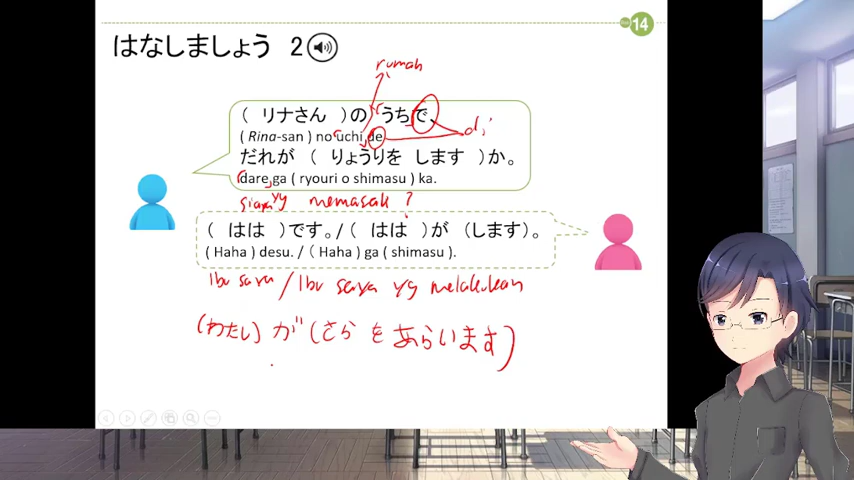 14
はなしましょう 2
rumah
( リナさん )の うちで、
( Rina-san ) no uchi de
di
だれが ( りょうりを します )か。
dare ga ( ryouri o shimasu ) ka.
siapa yg memasak ?
( はは )です。/( はは )が (します)。
( Haha ) desu. / ( Haha ) ga ( shimasu ).
Ibu saya / Ibu saya yg melakukan
(わたし) が (さら を あらいます)